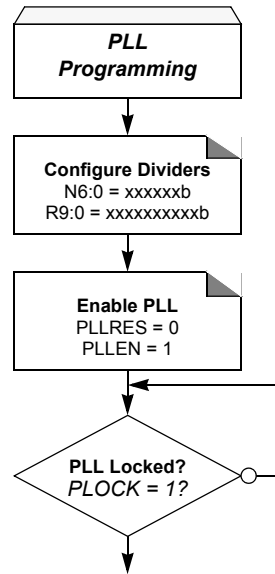 PLL
Programming
Configure Dividers
N6:0 = xxxxxxb
R9:0 = xxxxxxxxxxb
Enable PLL
PLLRES = 0
PLLEN = 1
PLL Locked?
PLOCK = 1?